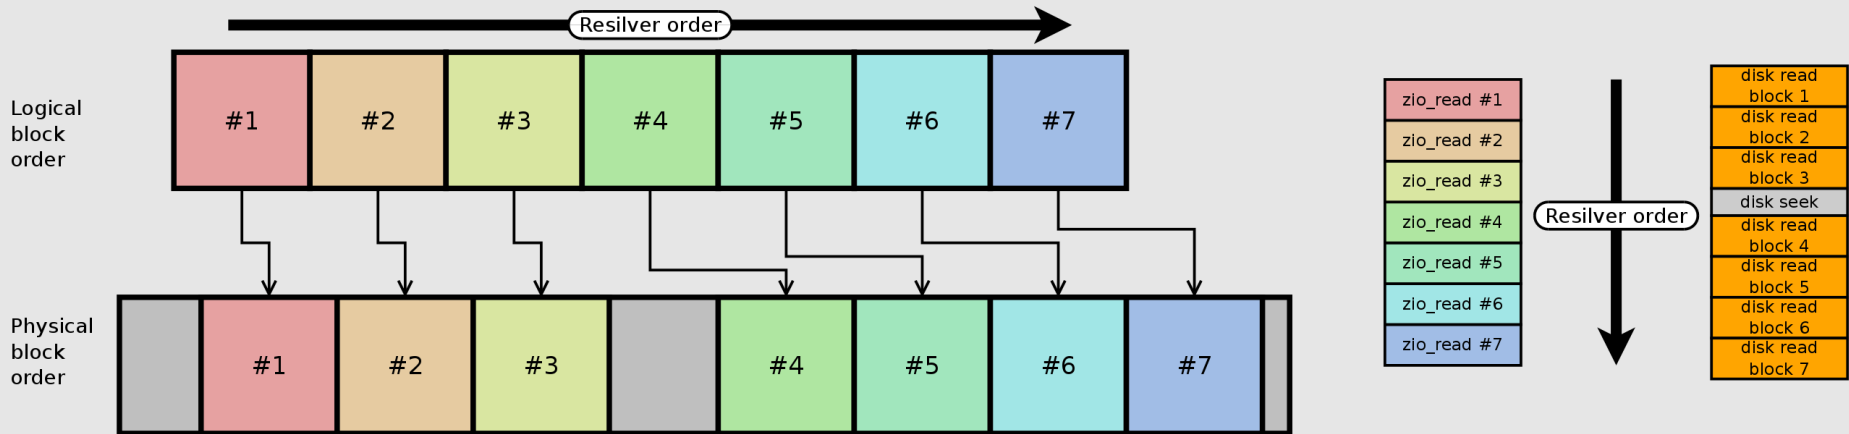 Resilver order
Logical
block
order
#1
#2
#3
#4
#5
#6
#7
Physical
block
order
#1
#2
#3
#4
#5
#6
#7
zio_read #1
zio_read #2
zio_read #3
zio_read #4
zio_read #5
zio_read #6
zio_read #7
Resilver order
disk read
block 1
disk read
block 2
disk read
block 3
disk seek
disk read
block 4
disk read
block 5
disk read
block 6
disk read
block 7